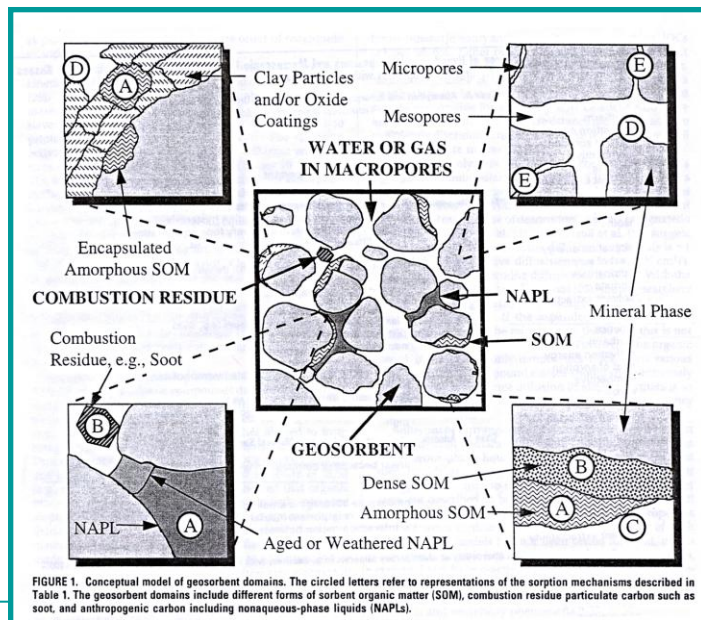 D
A
Clay Particles
and/or Oxide
Coatings
Encapsulated
Amorphous SOM
Micropores
Mesopores
E
D
E
WATER OR GAS
IN MACROPORES
COMBUSTION RESIDUE
NAPL
SOM
Mineral Phase
GEOSORBENT
Combustion
Residue, e.g., Soot
B
NAPL
A
Aged or Weathered NAPL
Dense SOM
Amorphous SOM
B
A
C
FIGURE 1. Conceptual model of geosorbent domains. The circled letters refer to representations of the sorption mechanisms described in
Table 1. The geosorbent domains include different forms of sorbent organic matter (SOM), combustion residue particulate carbon such as
soot, and anthropogenic carbon including nonaqueous-phase liquids (NAPLs).